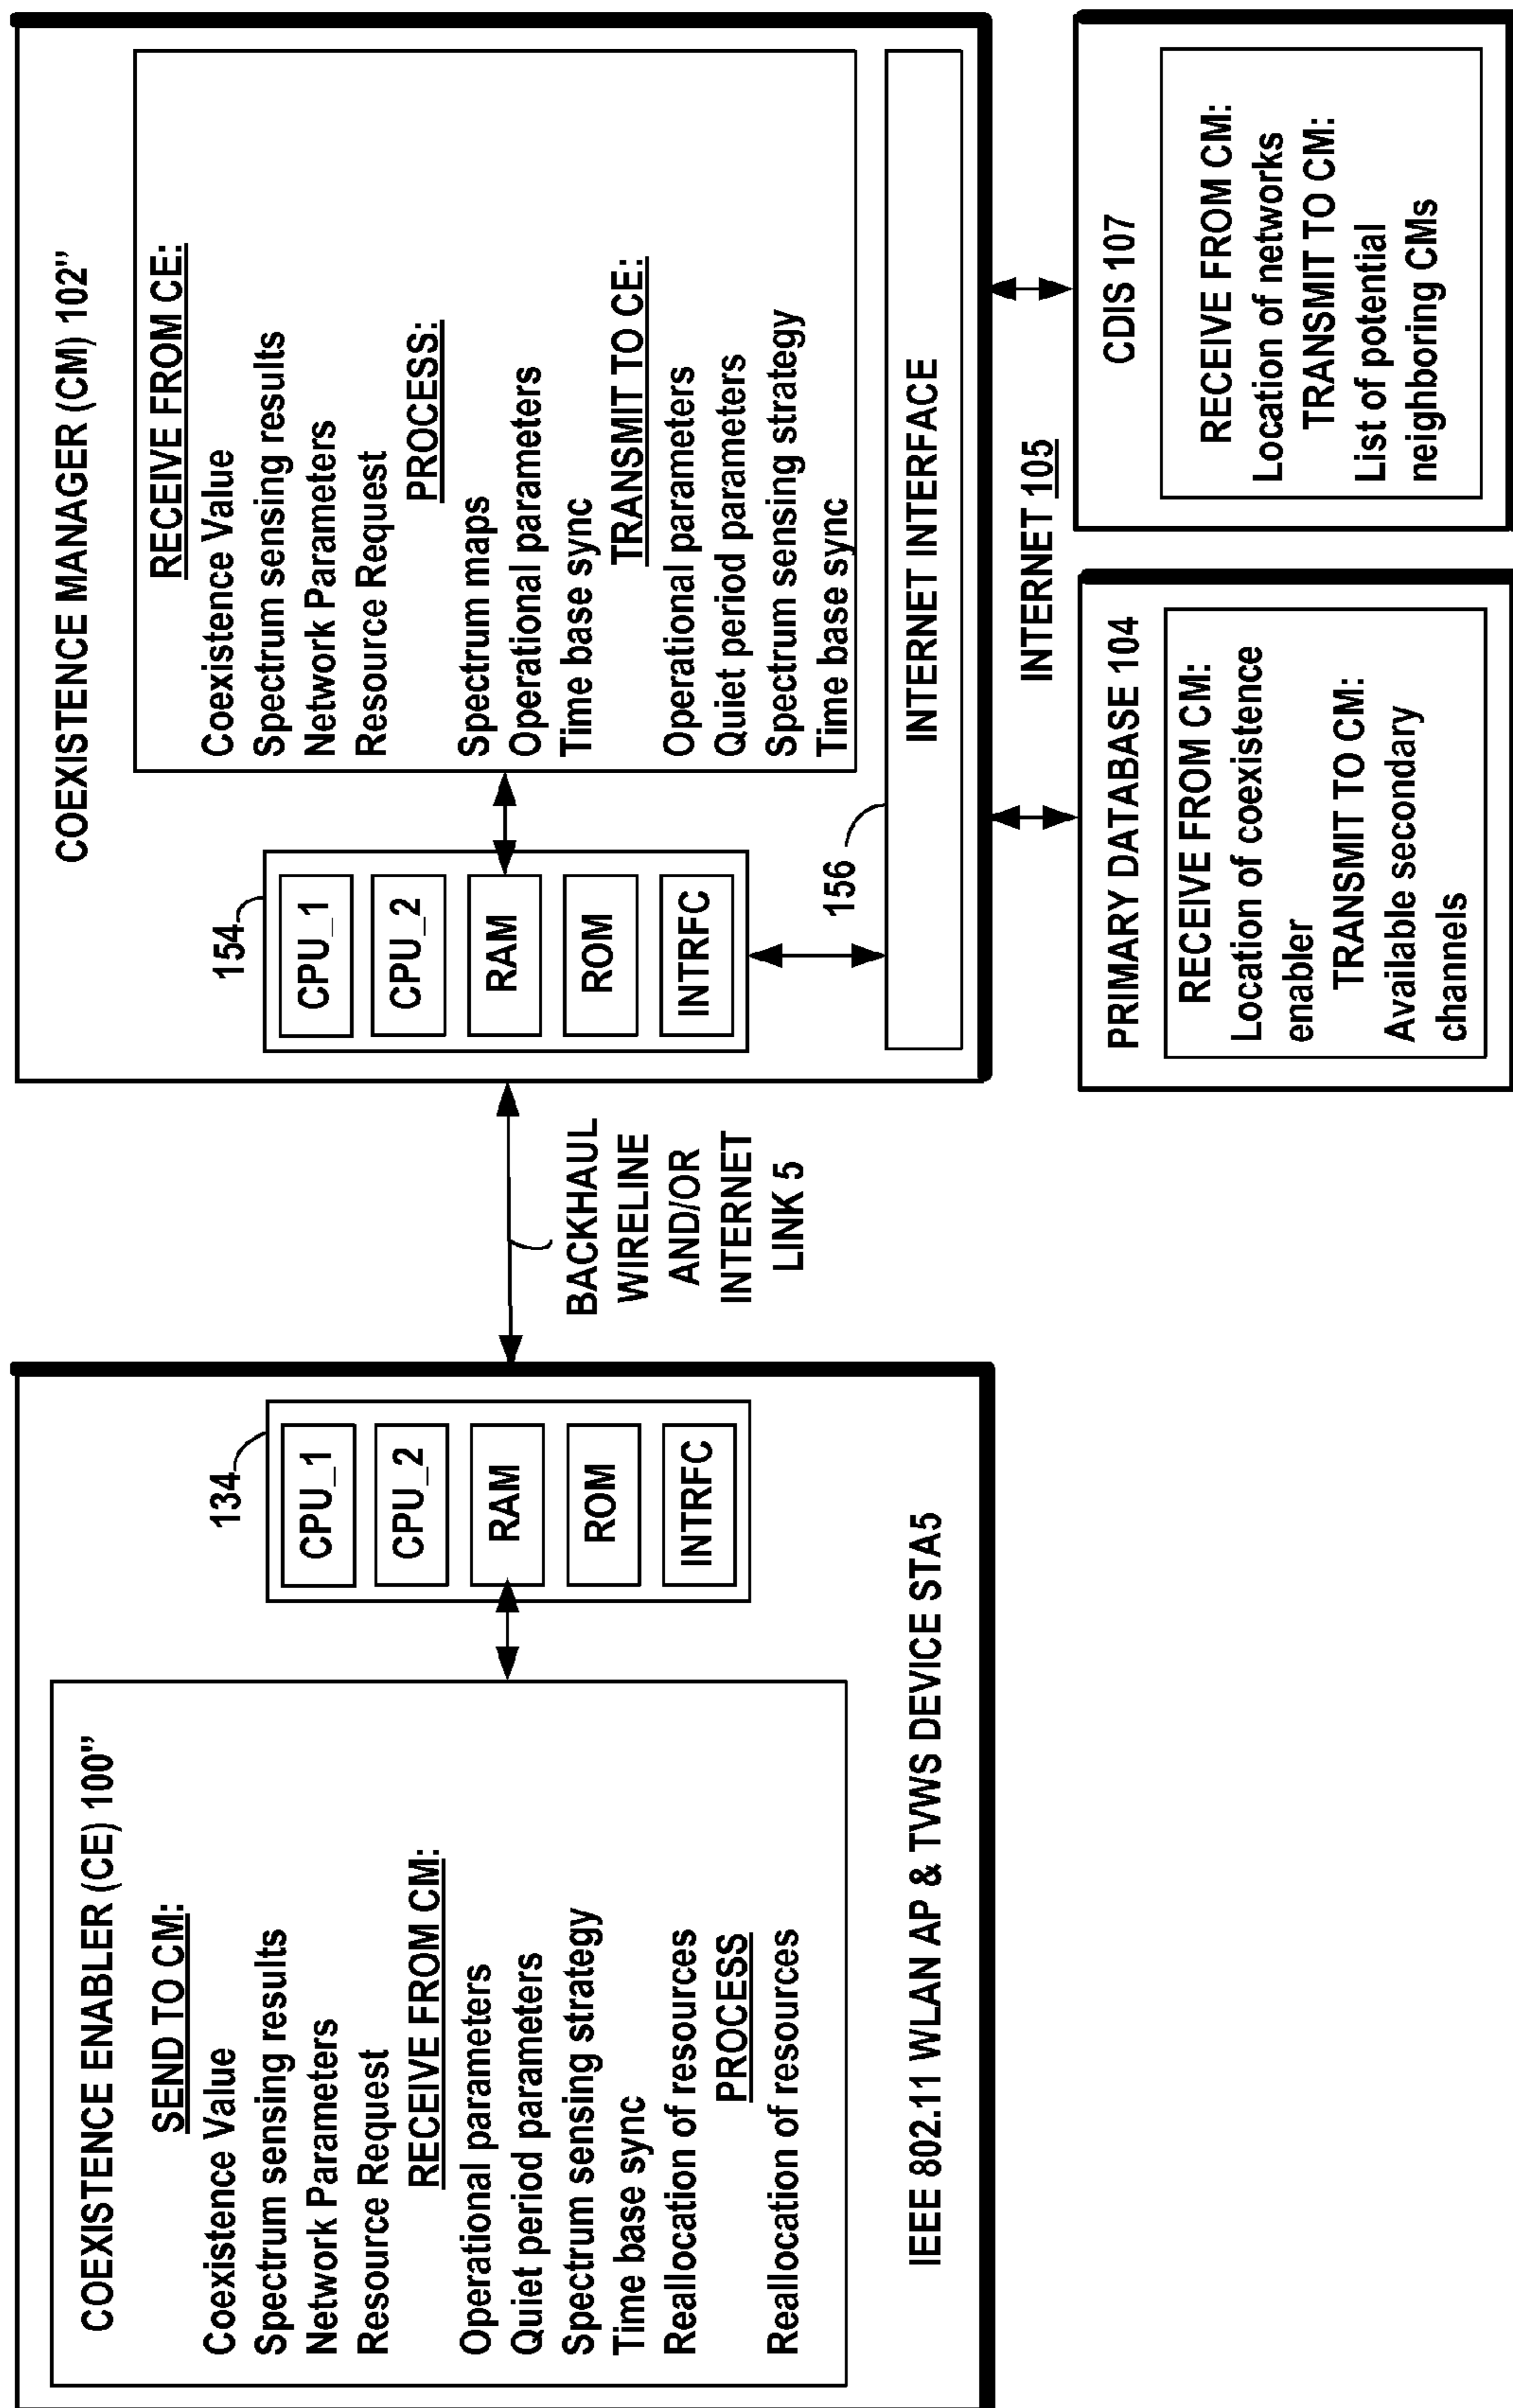 COEXISTENCE ENABLER (CE) 100”
SEND TO CM:
Coexistence Value
Spectrum sensing results
Network Parameters
Resource Request
RECEIVE FROM CM:
Operational parameters
Quiet period parameters
Spectrum sensing strategy
Time base sync
Reallocation of resources
PROCESS
Reallocation of resources
IEEE 802.11 WLAN AP & TVWS DEVICE STA5
134
CPU_1
CPU_2
RAM
ROM
INTRFC
BACKHAUL
WIRELINE
AND/OR
INTERNET
LINK 5
COEXISTENCE MANAGER (CM) 102”
154
CPU_1
CPU_2
RAM
ROM
INTRFC
RECEIVE FROM CE:
Coexistence Value
Spectrum sensing results
Network Parameters
Resource Request
PROCESS:
Spectrum maps
Operational parameters
Time base sync
TRANSMIT TO CE:
Operational parameters
Quiet period parameters
Spectrum sensing strategy
Time base sync
156
INTERNET INTERFACE
INTERNET 105
PRIMARY DATABASE 104
RECEIVE FROM CM:
Location of coexistence
enabler
TRANSMIT TO CM:
Available secondary
channels
CDIS 107
RECEIVE FROM CM:
Location of networks
TRANSMIT TO CM:
List of potential
neighboring CMs